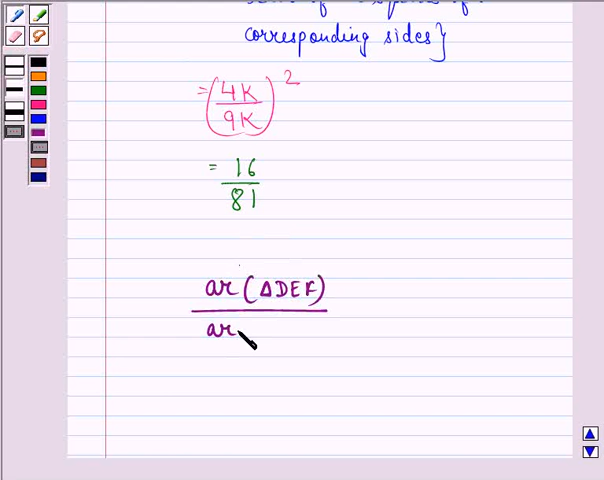 corresponding sides}
= (4K/9K)²
= 16/81
ar (ΔDEF)
ar